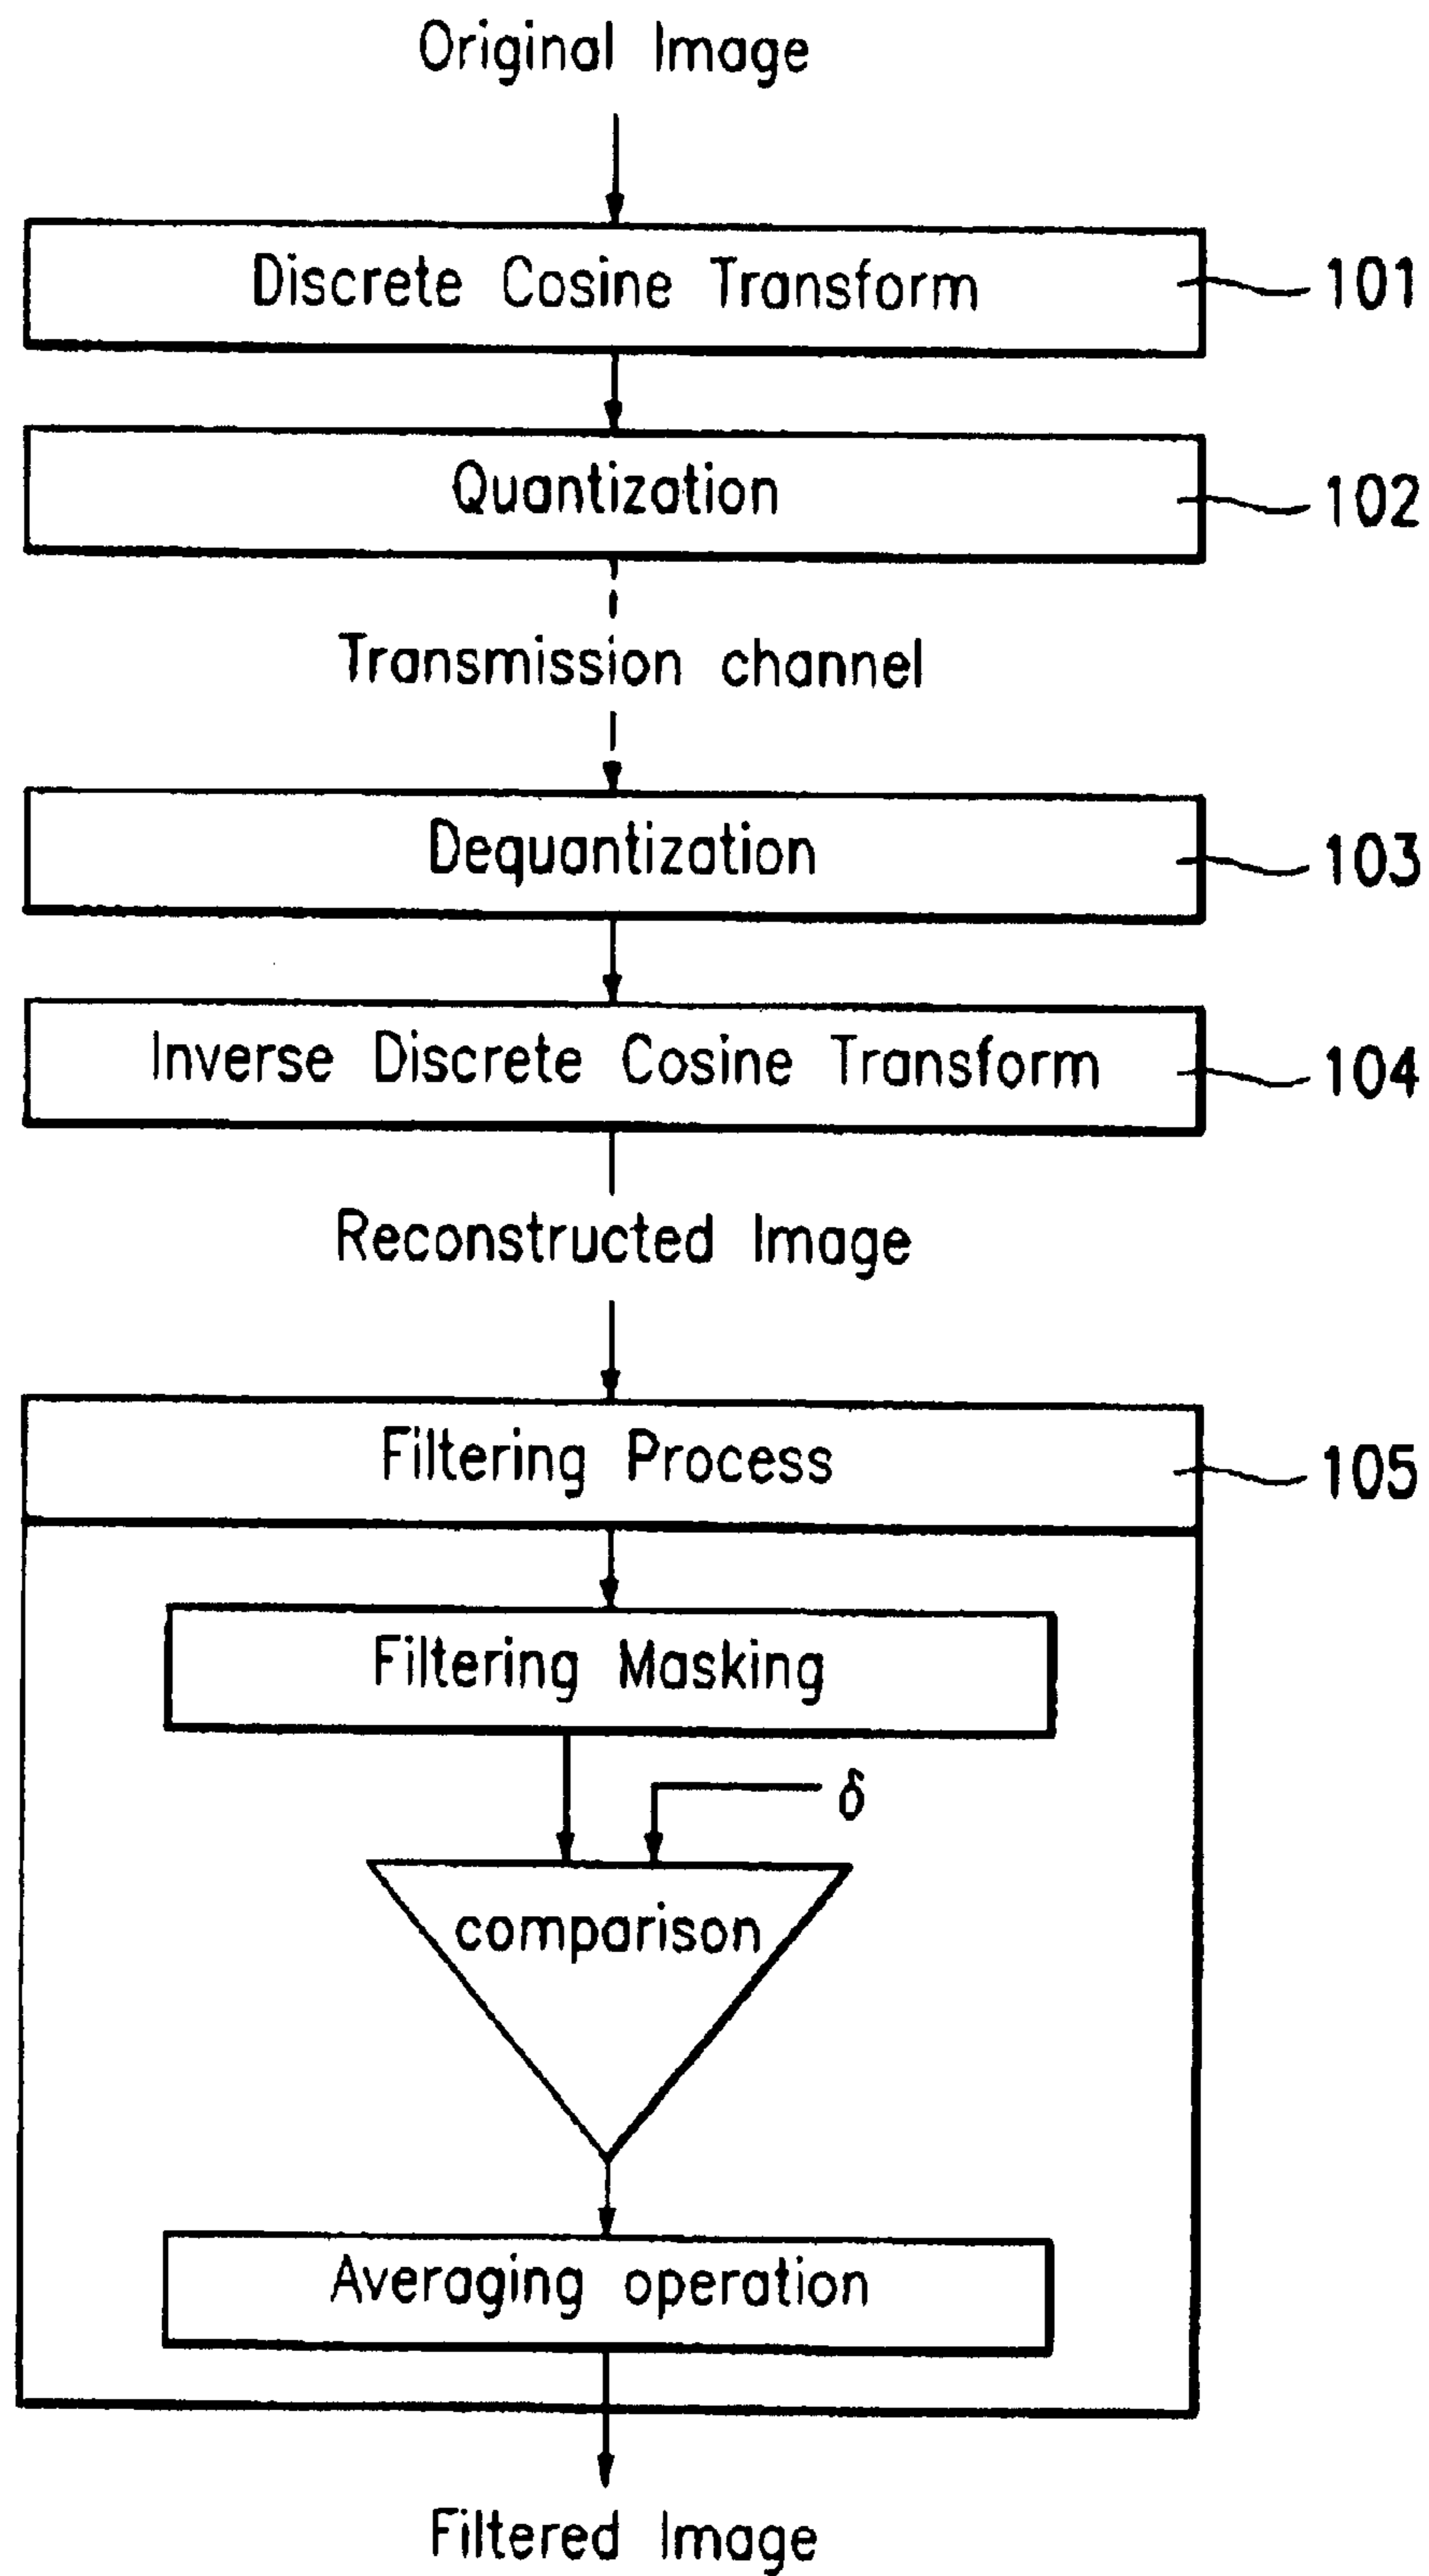 Original Image
Discrete Cosine Transform
101
Quantization
102
Transmission channel
Dequantization
103
Inverse Discrete Cosine Transform
104
Reconstructed Image
Filtering Process
105
Filtering Masking
δ
comparison
Averaging operation
Filtered Image